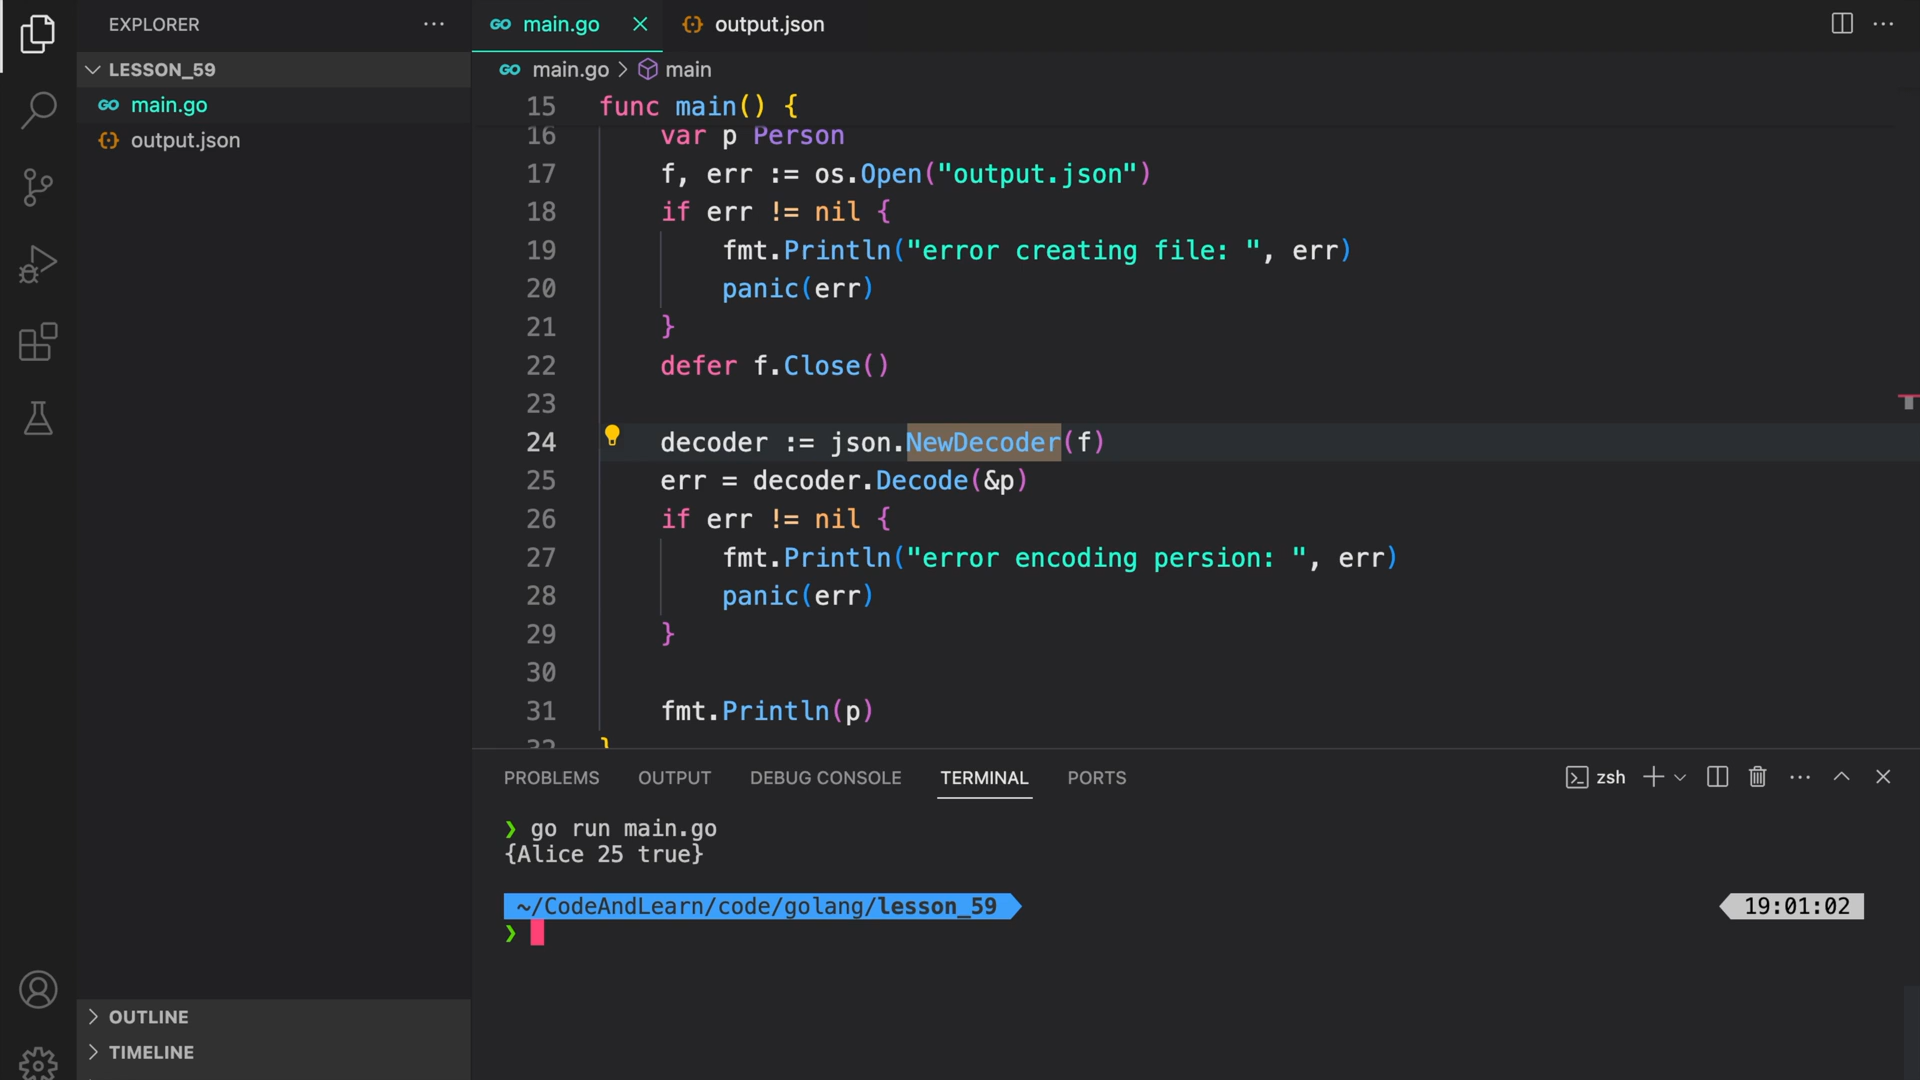 EXPLORER
LESSON_59
main.go
output.json
OUTLINE
TIMELINE
main.go
output.json
main.go > main
15 func main() {
16 var p Person
17 f, err := os.Open("output.json")
18 if err != nil {
19 fmt.Println("error creating file: ", err)
20 panic(err)
21 }
22 defer f.Close()
23
24 decoder := json.NewDecoder(f)
25 err = decoder.Decode(&p)
26 if err != nil {
27 fmt.Println("error encoding persion: ", err)
28 panic(err)
29 }
30
31 fmt.Println(p)
32 }
PROBLEMS OUTPUT DEBUG CONSOLE TERMINAL PORTS zsh
❯ go run main.go
{Alice 25 true}
~/CodeAndLearn/code/golang/lesson_59 19:01:02
❯